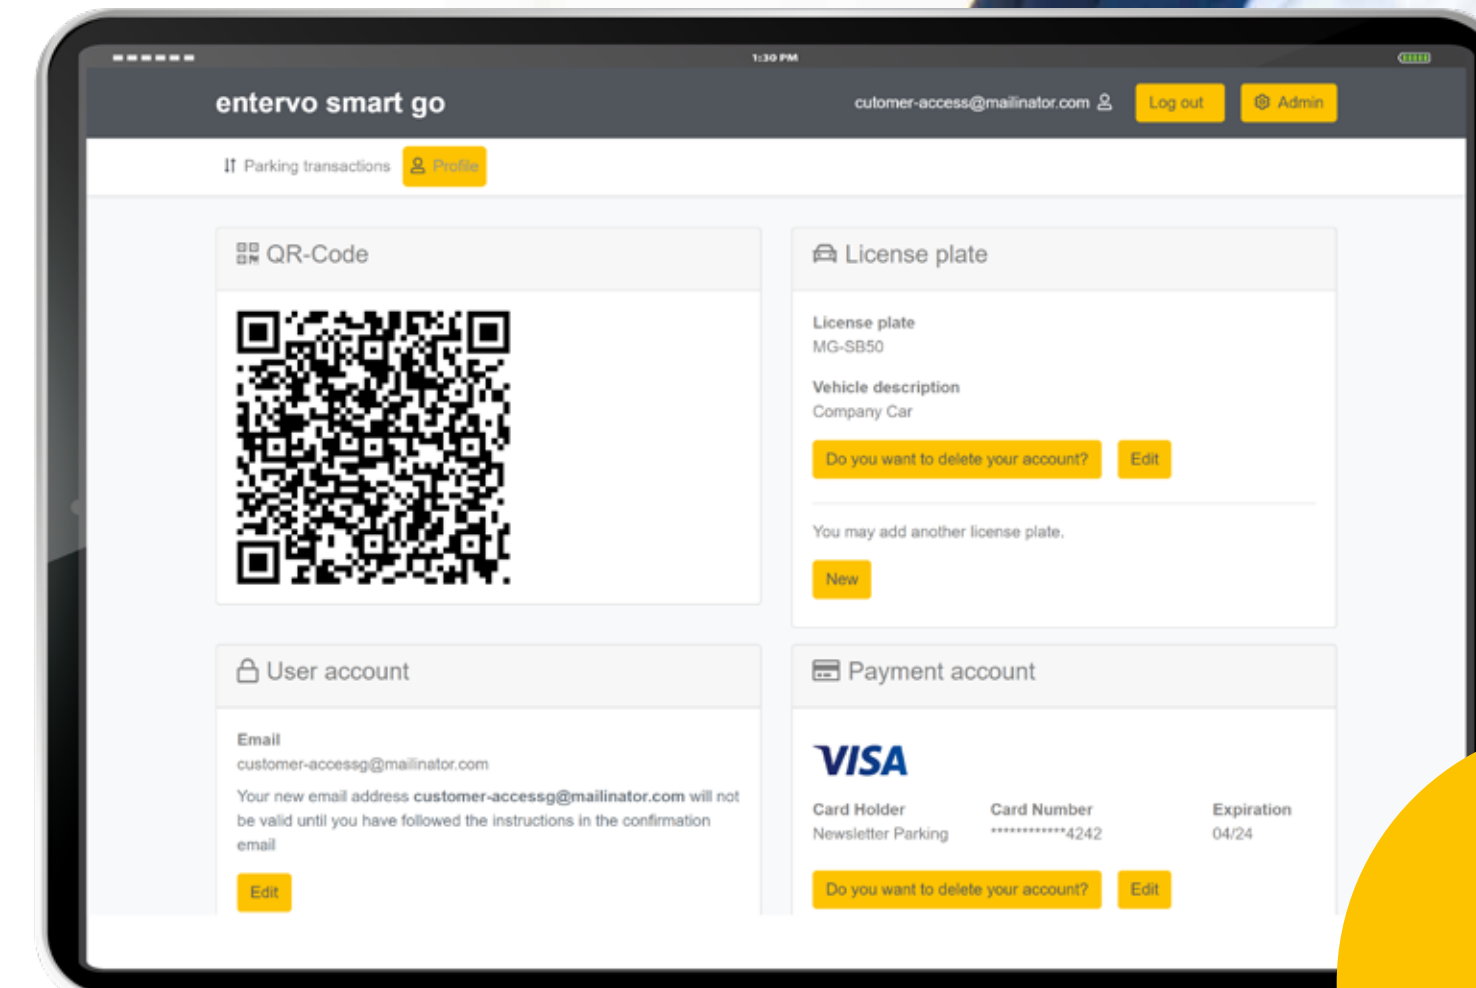 1:30 PM
entervo smart go
cutomer-access@mailinator.com
Log out
Admin
Parking transactions
Profile
QR-Code
License plate
License plate
MG-SB50
Vehicle description
Company Car
Do you want to delete your account?
Edit
You may add another license plate.
New
User account
Email
customer-accessg@mailinator.com
Your new email address customer-accessg@mailinator.com will not
be valid until you have followed the instructions in the confirmation
email
Edit
Payment account
VISA
Card Holder
Newsletter Parking
Card Number
************4242
Expiration
04/24
Do you want to delete your account?
Edit